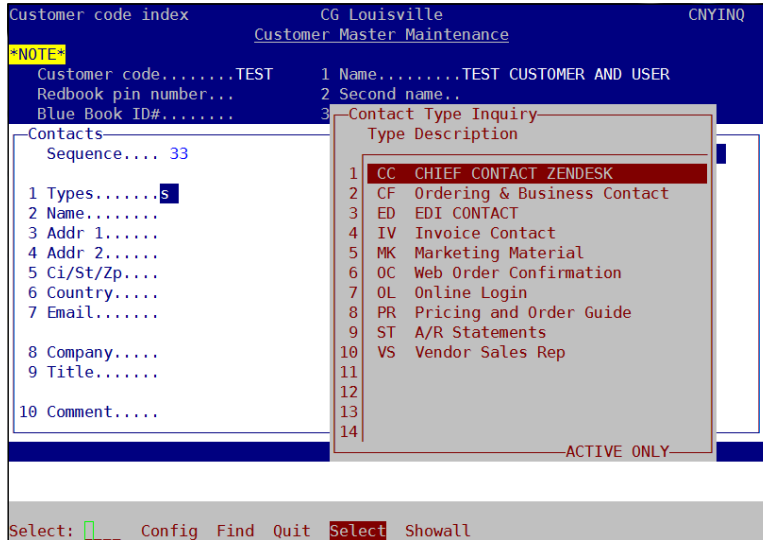 Customer code index CG Louisville CNYINQ
Customer Master Maintenance
*NOTE*
Customer code........TEST 1 Name.........TEST CUSTOMER AND USER
Redbook pin number... 2 Second name..
Blue Book ID#........ 3
Contacts
Sequence.... 33
1 Types.......s
2 Name........
3 Addr 1......
4 Addr 2......
5 Ci/St/Zp....
6 Country.....
7 Email.......
8 Company.....
9 Title.......
10 Comment.....
Contact Type Inquiry
Type Description
1 CC CHIEF CONTACT ZENDESK
2 CF Ordering & Business Contact
3 ED EDI CONTACT
4 IV Invoice Contact
5 MK Marketing Material
6 OC Web Order Confirmation
7 OL Online Login
8 PR Pricing and Order Guide
9 ST A/R Statements
10 VS Vendor Sales Rep
11
12
13
14
ACTIVE ONLY
Select: ____ Config Find Quit Select Showall